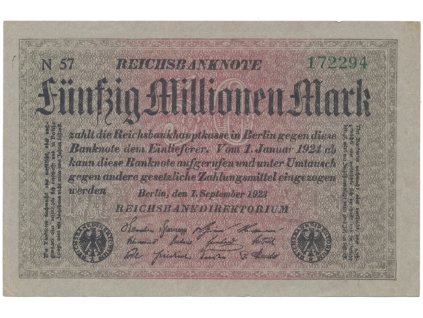 N 57 REICHSBANKNOTE 172294
Fünfzig Millionen Mark
zahlt die Reichsbankhauptkasse in Berlin gegen diese
Banknote dem Einlieferer. Vom 1. Januar 1924 ab
kann diese Banknote aufgerufen und unter Umtausch
gegen andere gesetzliche Zahlungsmittel eingezogen
werden
Berlin, den 1. September 1923
REICHSBANKDIREKTORIUM